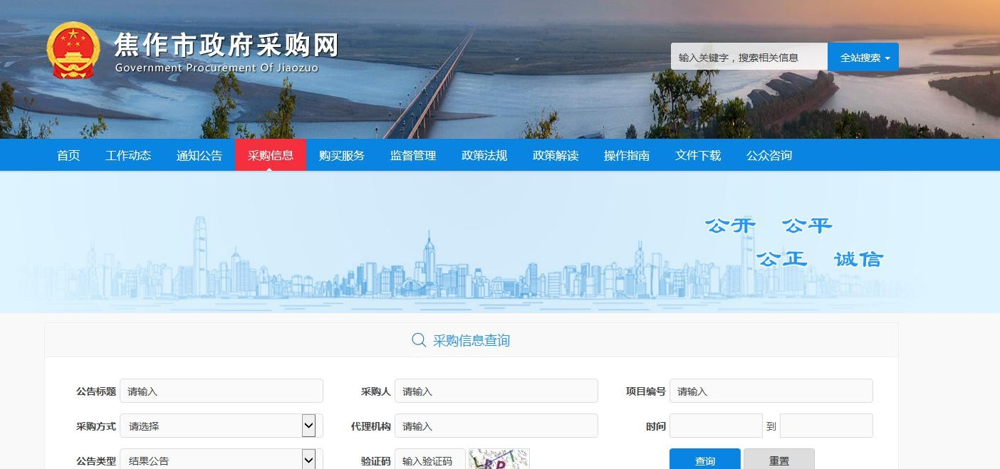 焦作市政府采购网
Government Procurement Of Jiaozuo
输入关键字，搜索相关信息 全站搜索
首页 工作动态 通知公告 采购信息 购买服务 监督管理 政策法规 政策解读 操作指南 文件下载 公众咨询
公开 公平
公正 诚信
采购信息查询
公告标题 请输入 采购人 请输入 项目编号 请输入
采购方式 请选择 代理机构 请输入 时间 到
公告类型 结果公告 验证码 输入验证码 查询 重置